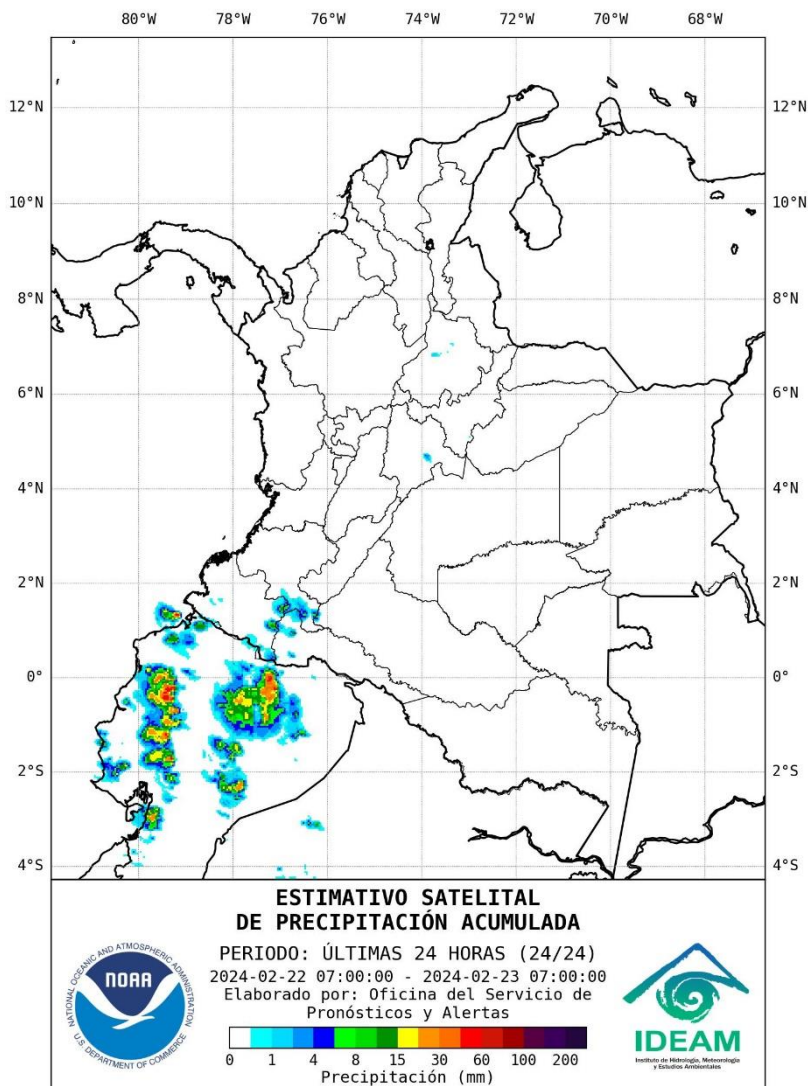 80°W 78°W 76°W 74°W 72°W 70°W 68°W
12°N 12°N
10°N 10°N
8°N 8°N
6°N 6°N
4°N 4°N
2°N 2°N
0° 0°
2°S 2°S
4°S 4°S
ESTIMATIVO SATELITAL
DE PRECIPITACIÓN ACUMULADA
PERIODO: ÚLTIMAS 24 HORAS (24/24)
2024-02-22 07:00:00 - 2024-02-23 07:00:00
Elaborado por: Oficina del Servicio de
Pronósticos y Alertas
0 1 4 8 15 30 60 100 200
Precipitación (mm)
NATIONAL OCEANIC AND ATMOSPHERIC ADMINISTRATION
NOAA
U.S. DEPARTMENT OF COMMERCE
IDEAM
Instituto de Hidrología, Meteorología
y Estudios Ambientales